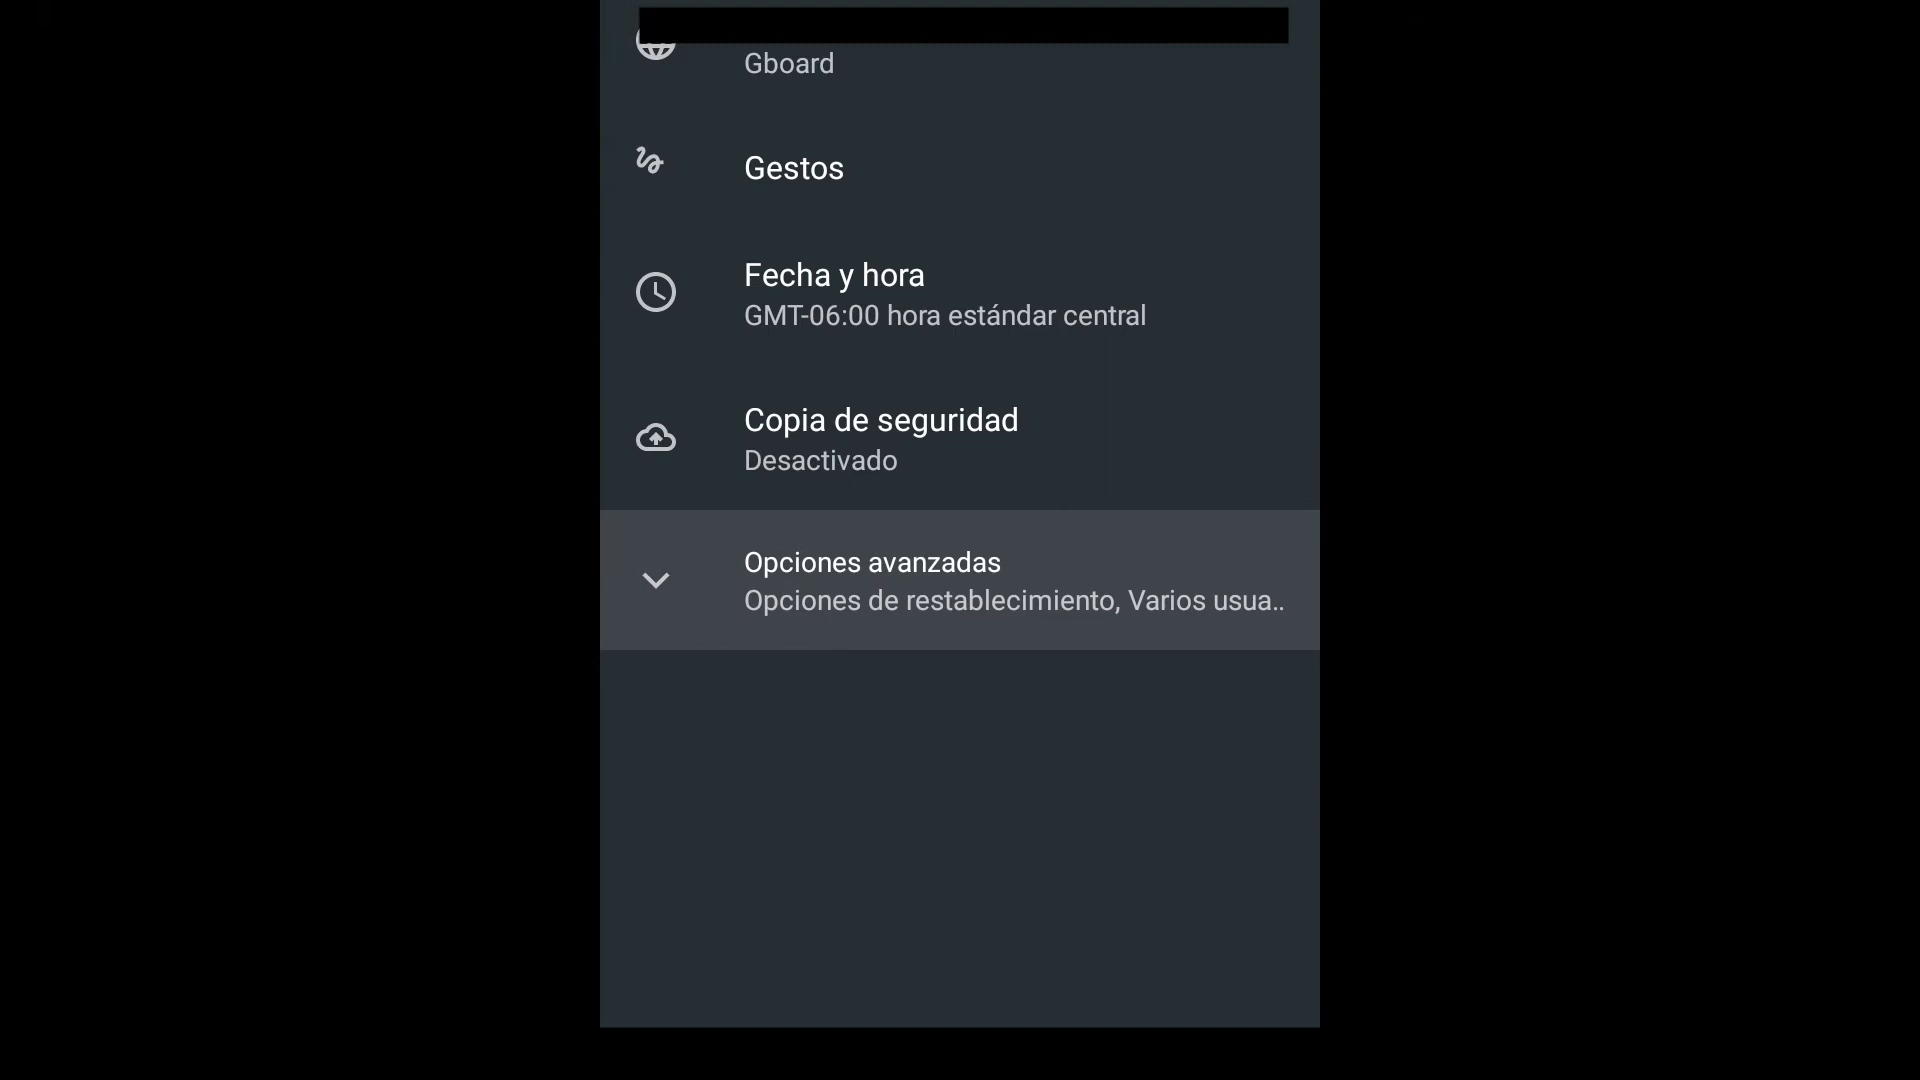 Gboard
Gestos
Fecha y hora
GMT-06:00 hora estándar central
Copia de seguridad
Desactivado
Opciones avanzadas
Opciones de restablecimiento, Varios usua..